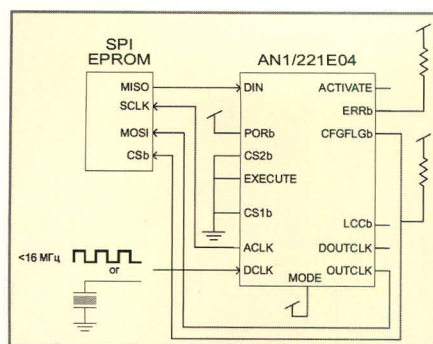 SPI
EPROM
AN1/221E04
MISO
SCLK
MOSI
CSb
DIN
PORb
CS2b
EXECUTE
CS1b
ACLK
DCLK
MODE
ACTIVATE
ERRb
CFGFLGb
LCCb
DOUTCLK
OUTCLK
<16 МГц
or